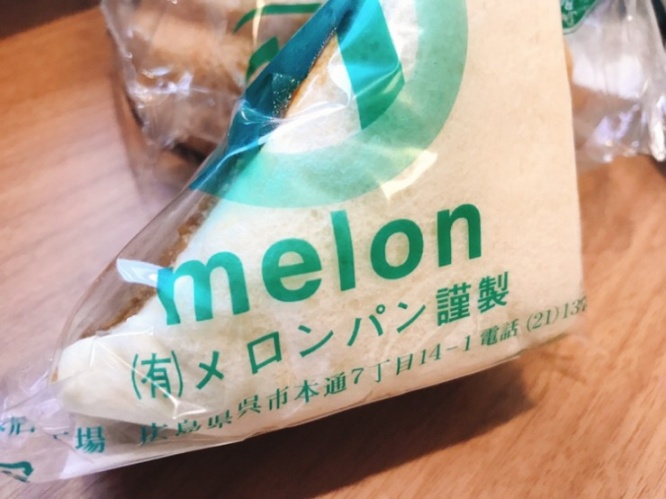 melon
(有)メロンパン謹製
場 広島県呉市本通7丁目14-1 電話(21)137